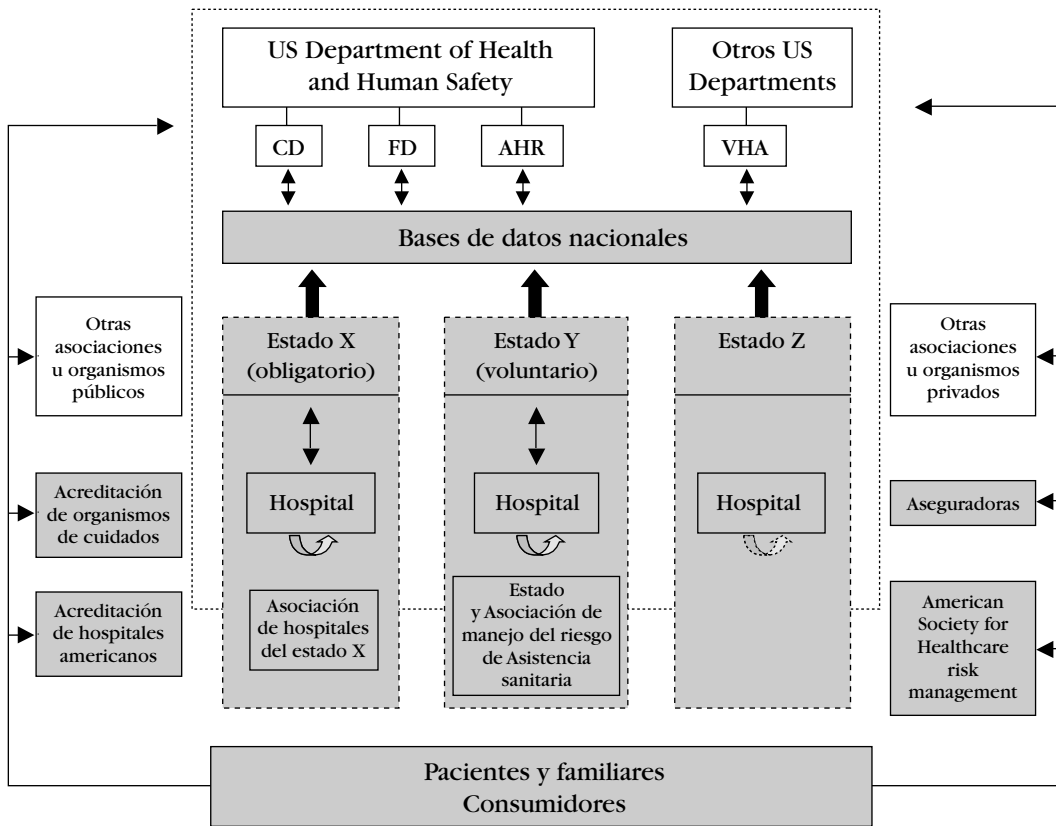 US Department of Health
and Human Safety
Otros US
Departments
CD
FD
AHR
VHA
Bases de datos nacionales
Otras
asociaciones
u organismos
públicos
Estado X
(obligatorio)
Estado Y
(voluntario)
Estado Z
Otras
asociaciones
u organismos
privados
Acreditación
de organismos
de cuidados
Hospital
Hospital
Hospital
Aseguradoras
Acreditación
de hospitales
americanos
Asociación
de hospitales
del estado X
Estado
y Asociación de
manejo del riesgo
de Asistencia
sanitaria
American
Society for
Healthcare
risk
management
Pacientes y familiares
Consumidores